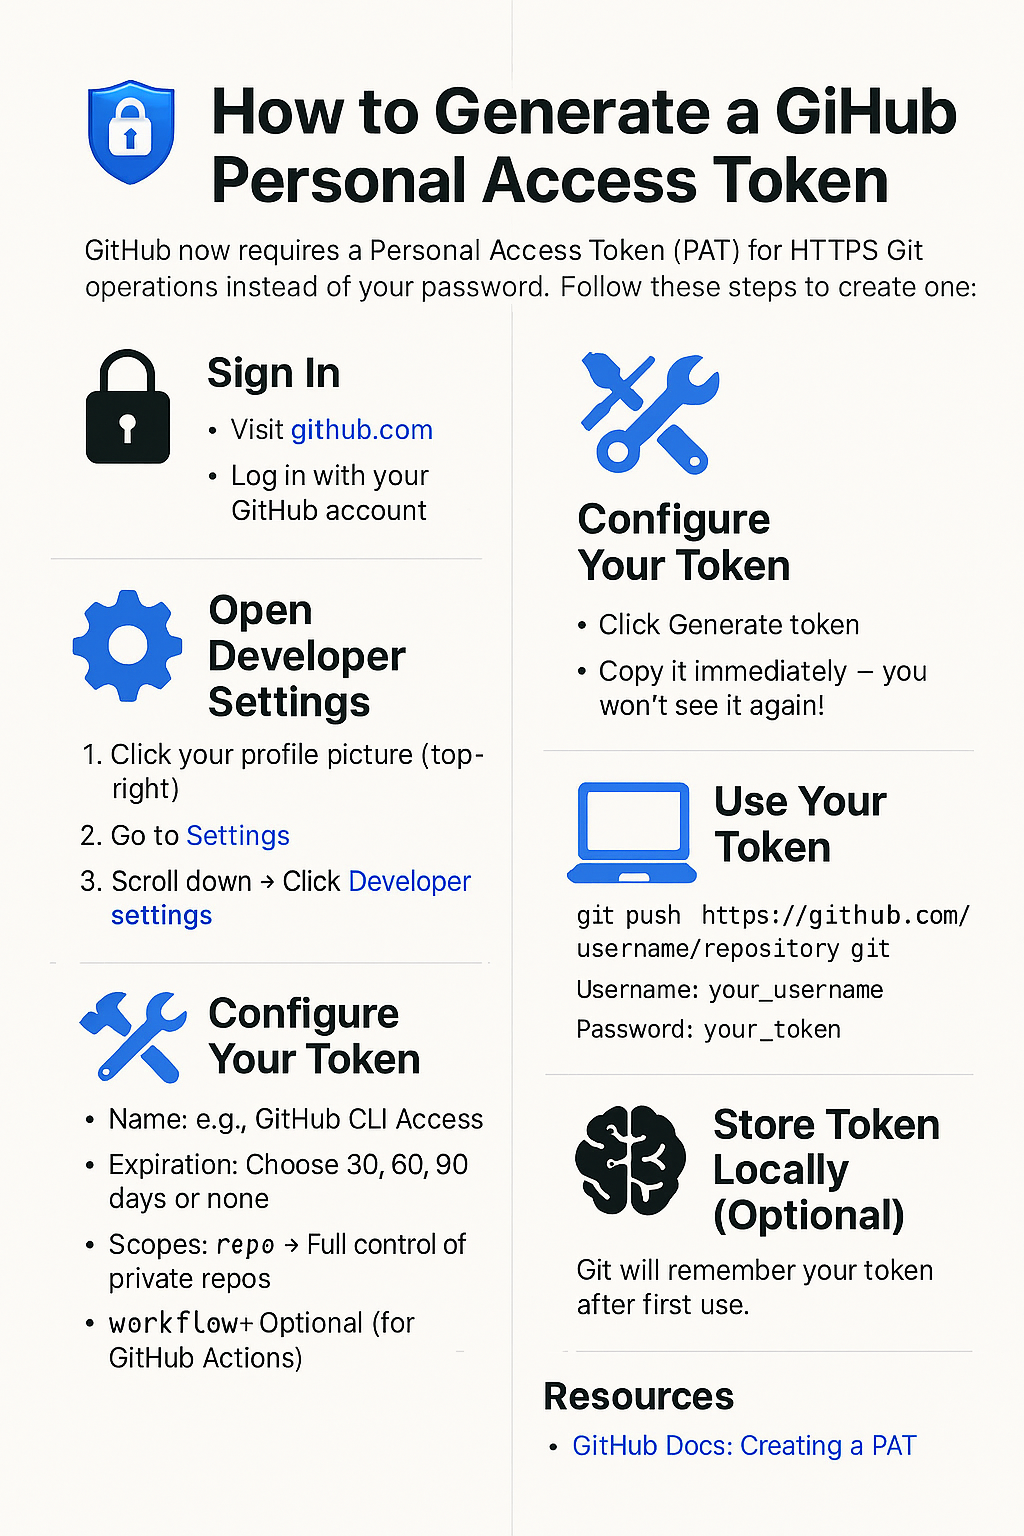 How to Generate a GiHub
Personal Access Token
GitHub now requires a Personal Access Token (PAT) for HTTPS Git
operations instead of your password. Follow these steps to create one:
Sign In
• Visit github.com
• Log in with your
GitHub account
Open
Developer
Settings
1. Click your profile picture (top-
right)
2. Go to Settings
3. Scroll down → Click Developer
settings
Configure
Your Token
• Name: e.g., GitHub CLI Access
• Expiration: Choose 30, 60, 90
days or none
• Scopes: repo → Full control of
private repos
• workflow+ Optional (for
GitHub Actions)
Configure
Your Token
• Click Generate token
• Copy it immediately – you
won't see it again!
Use Your
Token
git push https://github.com/
username/repository git
Username: your_username
Password: your_token
Store Token
Locally
(Optional)
Git will remember your token
after first use.
Resources
• GitHub Docs: Creating a PAT